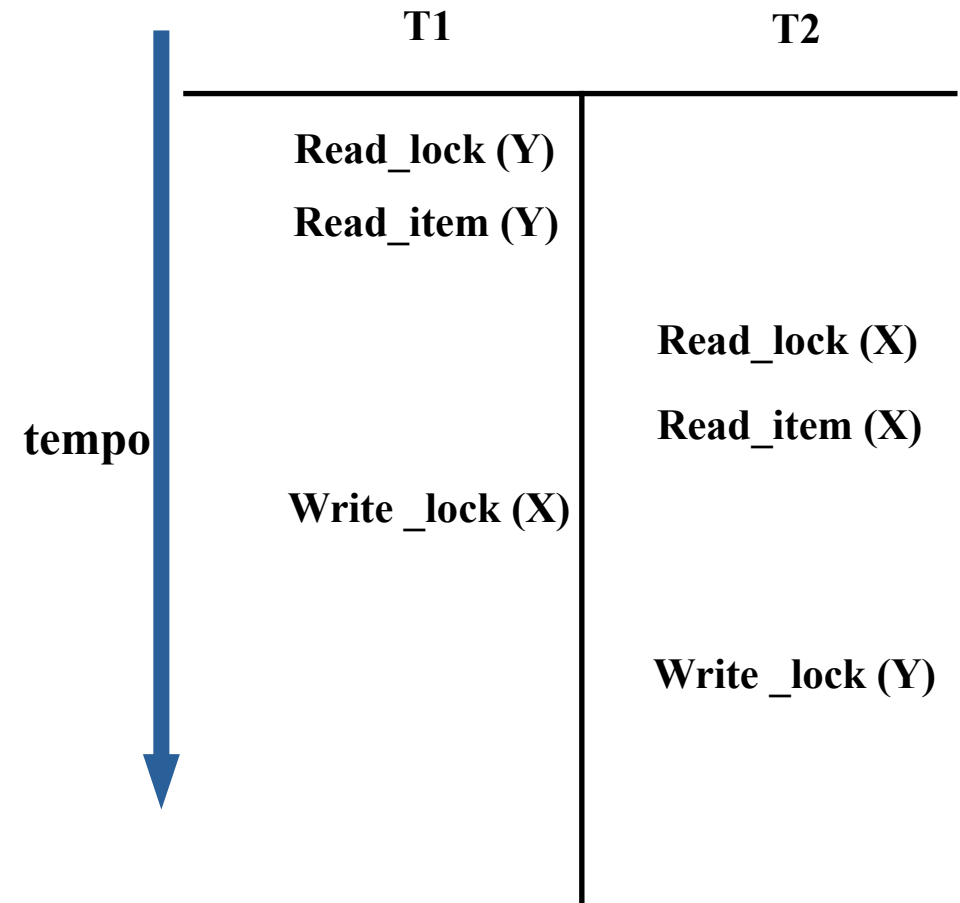 T1
T2
Read_lock (Y)
Read_item (Y)
Read_lock (X)
Read_item (X)
tempo
Write _lock (X)
Write _lock (Y)